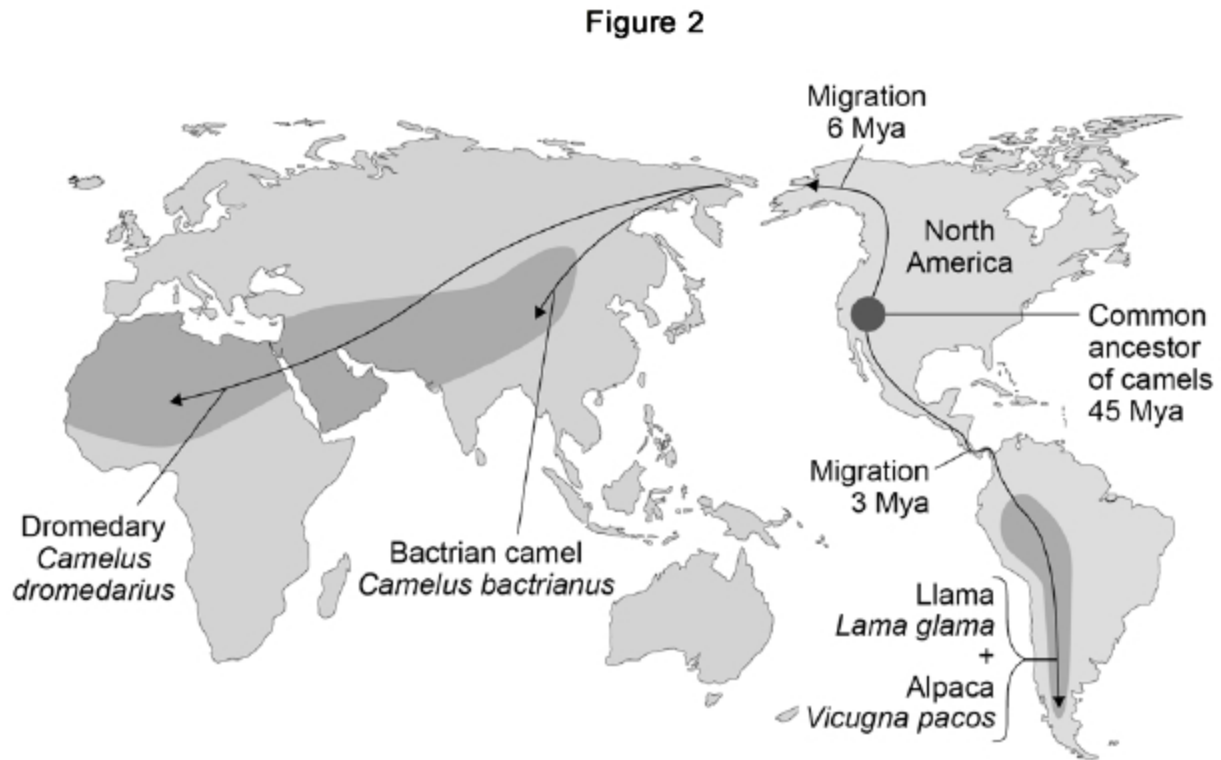 Figure 2
Migration
6 Mya
North
America
Common
ancestor
of camels
45 Mya
Migration
3 Mya
Dromedary
Camelus
dromedarius
Bactrian camel
Camelus bactrianus
Llama
Lama glama
+
Alpaca
Vicugna pacos